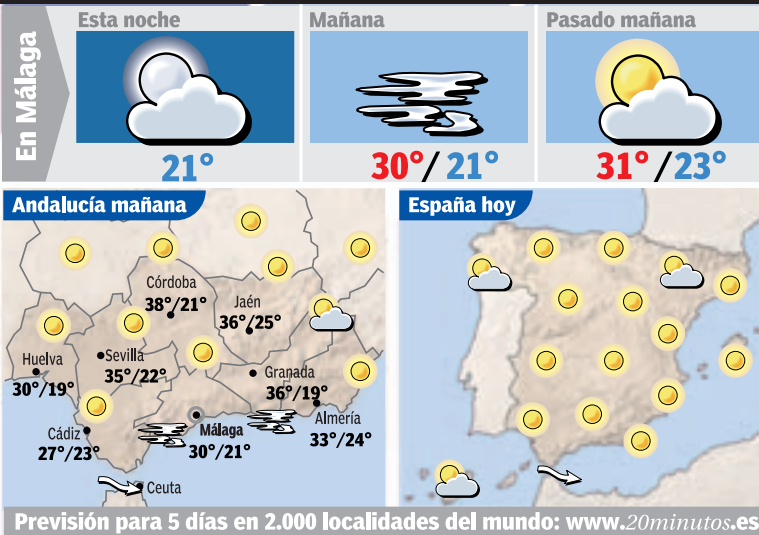 En Málaga
Esta noche
21°
Mañana
30°/ 21°
Pasado mañana
31° / 23°
Andalucía mañana
Córdoba
38°/21°
Jaén
36°/25°
Huelva
30°/19°
Sevilla
35°/22°
Granada
36°/19°
Almería
33°/24°
Cádiz
27°/23°
Málaga
30°/21°
Ceuta
España hoy
Previsión para 5 días en 2.000 localidades del mundo: www.20minutos.es